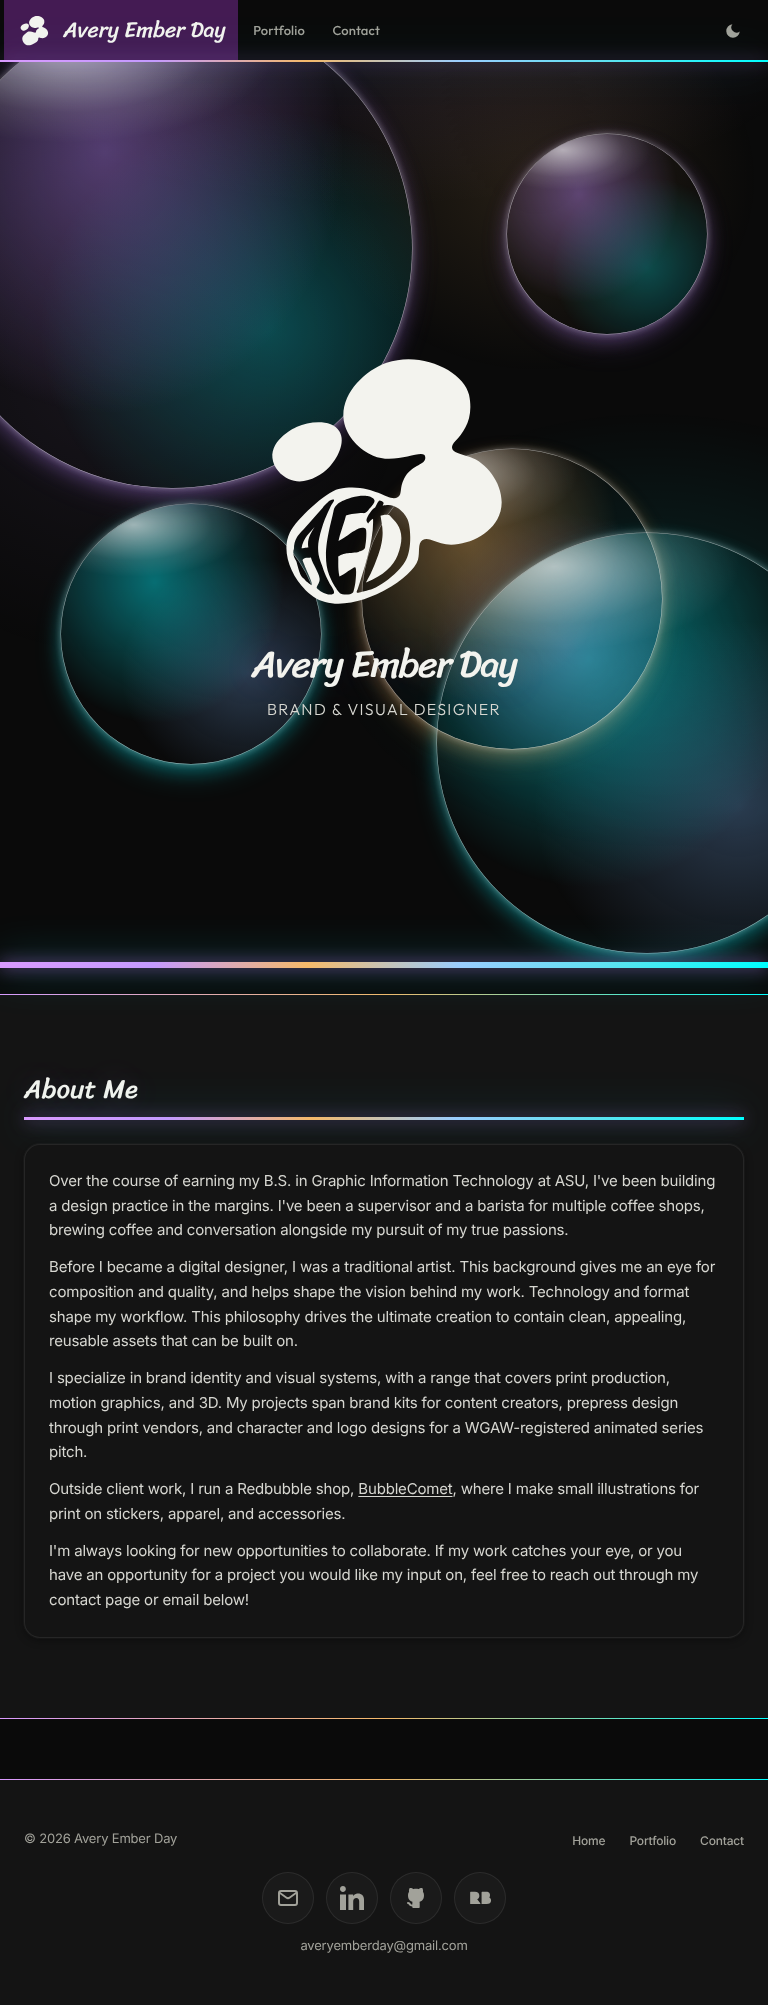 Avery Ember Day
Portfolio
Contact
AED
Avery Ember Day
BRAND & VISUAL DESIGNER
About Me
Over the course of earning my B.S. in Graphic Information Technology at ASU, I've been building
a design practice in the margins. I've been a supervisor and a barista for multiple coffee shops,
brewing coffee and conversation alongside my pursuit of my true passions.
Before I became a digital designer, I was a traditional artist. This background gives me an eye for
composition and quality, and helps shape the vision behind my work. Technology and format
shape my workflow. This philosophy drives the ultimate creation to contain clean, appealing,
reusable assets that can be built on.
I specialize in brand identity and visual systems, with a range that covers print production,
motion graphics, and 3D. My projects span brand kits for content creators, prepress design
through print vendors, and character and logo designs for a WGAW-registered animated series
pitch.
Outside client work, I run a Redbubble shop, BubbleComet, where I make small illustrations for
print on stickers, apparel, and accessories.
I'm always looking for new opportunities to collaborate. If my work catches your eye, or you
have an opportunity for a project you would like my input on, feel free to reach out through my
contact page or email below!
© 2026 Avery Ember Day
Home
Portfolio
Contact
in
RB
averyemberday@gmail.com